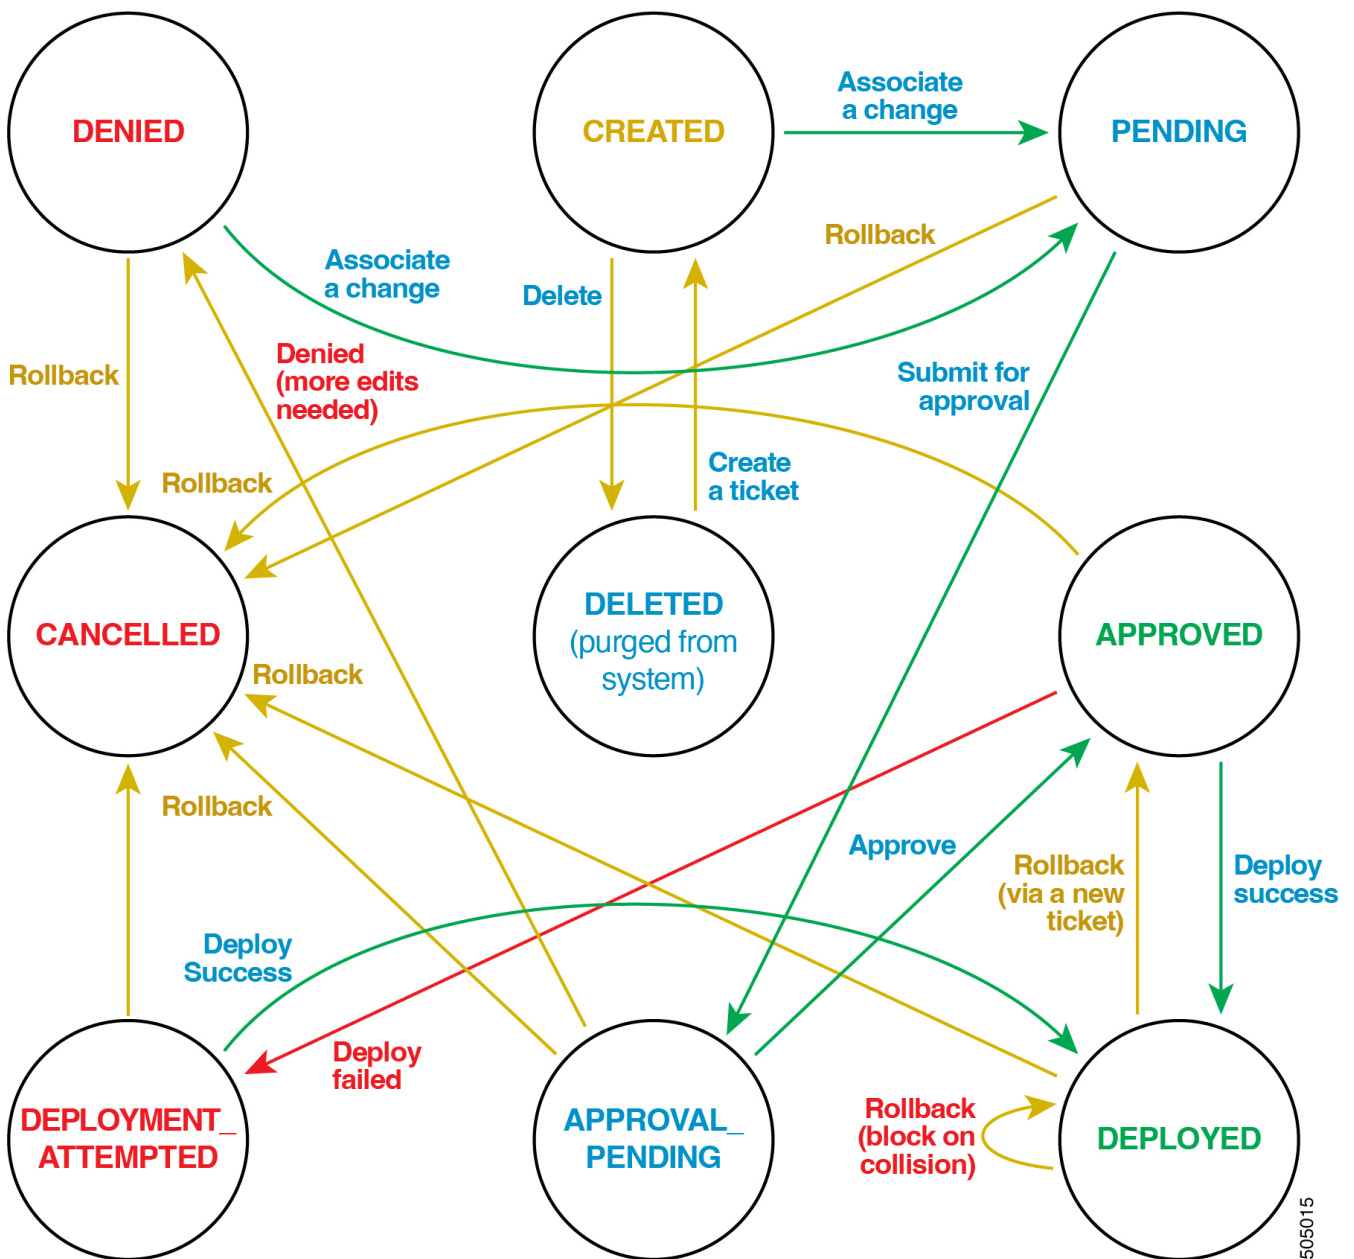 DENIED
CREATED
Associate
a change
PENDING
Rollback
Associate
a change
Delete
Denied
(more edits
needed)
Rollback
Submit for
approval
Rollback
Create
a ticket
CANCELLED
DELETED
(purged from
system)
APPROVED
Rollback
Rollback
Approve
Rollback
(via a new
ticket)
Deploy
success
Deploy
Success
Deploy
failed
DEPLOYMENT_
ATTEMPTED
APPROVAL_
PENDING
Rollback
(block on
collision)
DEPLOYED
505015